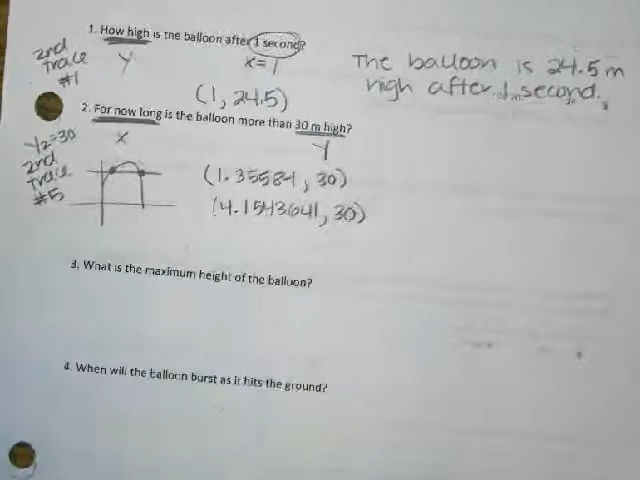 1. How high is the balloon after 1 second?
2nd Trace #1
Y
x=1
(1, 24.5)
The balloon is 24.5 m
high after 1 second.
2. For how long is the balloon more than 30 m high?
Y2=30
2nd Trace #5
X
Y
(1.35584, 30)
(4.1543641, 30)
3. What is the maximum height of the balloon?
4. When will the balloon burst as it hits the ground?